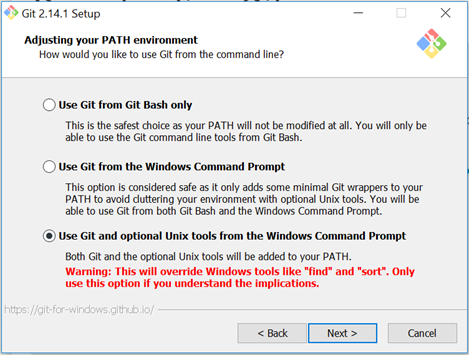 Git 2.14.1 Setup
Adjusting your PATH environment
How would you like to use Git from the command line?
Use Git from Git Bash only
This is the safest choice as your PATH will not be modified at all. You will only be
able to use the Git command line tools from Git Bash.
Use Git from the Windows Command Prompt
This option is considered safe as it only adds some minimal Git wrappers to your
PATH to avoid cluttering your environment with optional Unix tools. You will be
able to use Git from both Git Bash and the Windows Command Prompt.
Use Git and optional Unix tools from the Windows Command Prompt
Both Git and the optional Unix tools will be added to your PATH.
Warning: This will override Windows tools like "find" and "sort". Only
use this option if you understand the implications.
https://git-for-windows.github.io/
< Back Next > Cancel